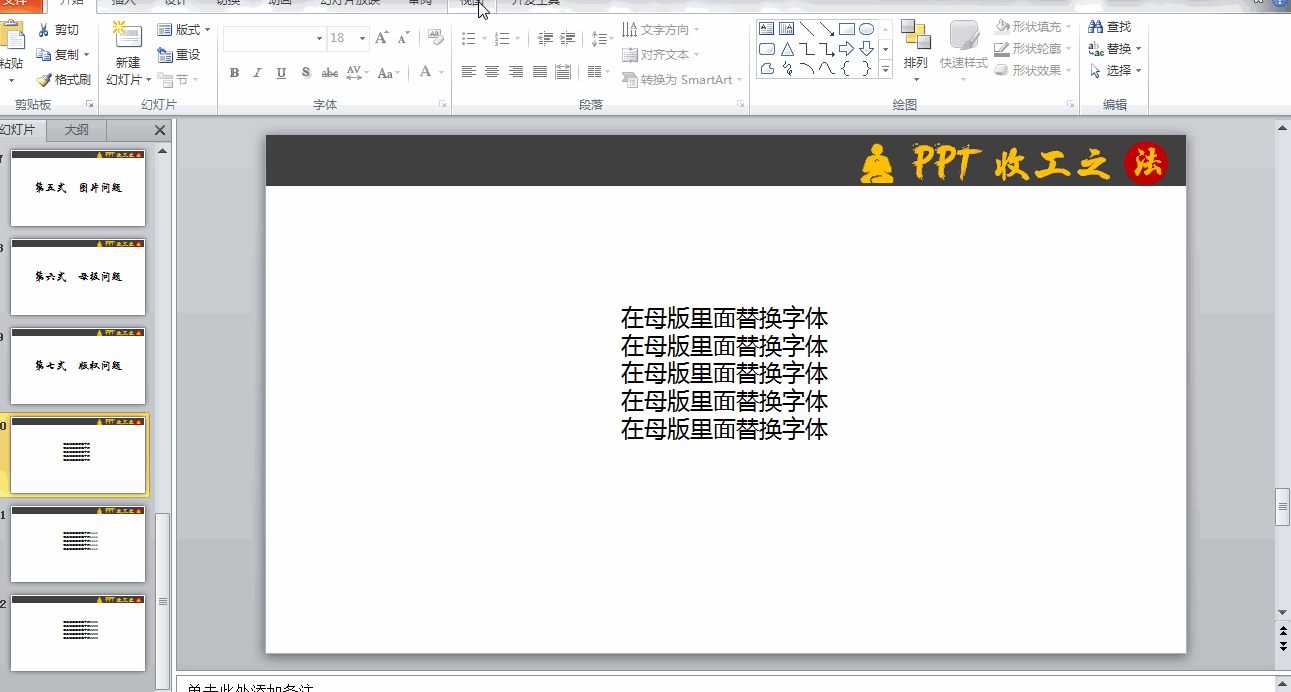 文件 开始 插入 设计 切换 动画 幻灯片放映 审阅 视图 开发工具
剪切 版式 18 文字方向 形状填充 查找
粘贴 复制 新建 重设 对齐文本 排列 快速样式 形状轮廓 替换
格式刷 幻灯片 节 B I U S abc AV Aa A 转换为 SmartArt 形状效果 选择
剪贴板 幻灯片 字体 段落 绘图 编辑
幻灯片 大纲
PPT 收工之 法
第五式 图片问题
第六式 母板问题
第七式 版权问题
在母版里面替换字体
在母版里面替换字体
在母版里面替换字体
在母版里面替换字体
在母版里面替换字体
单击此处添加备注